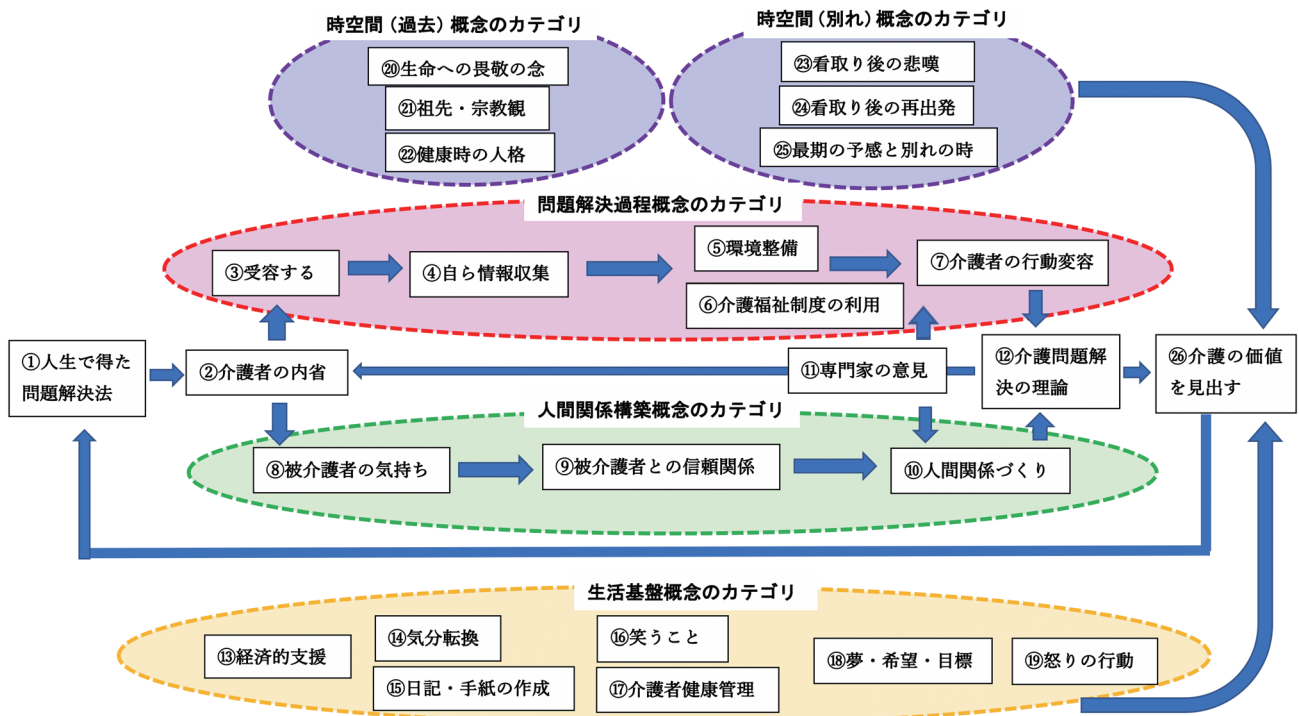 時空間（過去）概念のカテゴリ
⑳生命への畏敬の念
㉑祖先・宗教観
㉒健康時の人格
時空間（別れ）概念のカテゴリ
㉓看取り後の悲嘆
㉔看取り後の再出発
㉕最期の予感と別れの時
問題解決過程概念のカテゴリ
③受容する
④自ら情報収集
⑤環境整備
⑥介護福祉制度の利用
⑦介護者の行動変容
①人生で得た
問題解決法
②介護者の内省
⑪専門家の意見
⑫介護問題解
決の理論
㉖介護の価値
を見出す
人間関係構築概念のカテゴリ
⑧被介護者の気持ち
⑨被介護者との信頼関係
⑩人間関係づくり
生活基盤概念のカテゴリ
⑬経済的支援
⑭気分転換
⑮日記・手紙の作成
⑯笑うこと
⑰介護者健康管理
⑱夢・希望・目標
⑲怒りの行動